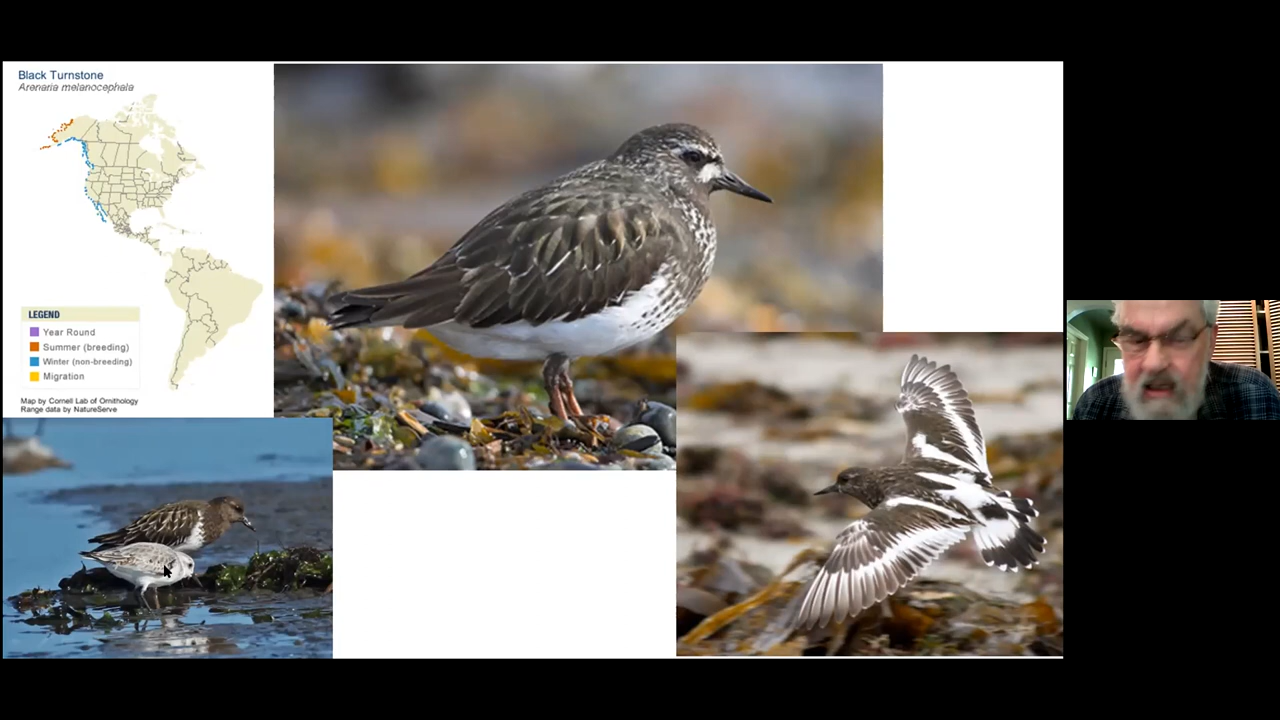 Black Turnstone
Arenaria melanocephala
LEGEND
Year Round
Summer (breeding)
Winter (non-breeding)
Migration
Map by Cornell Lab of Ornithology
Range data by NatureServe